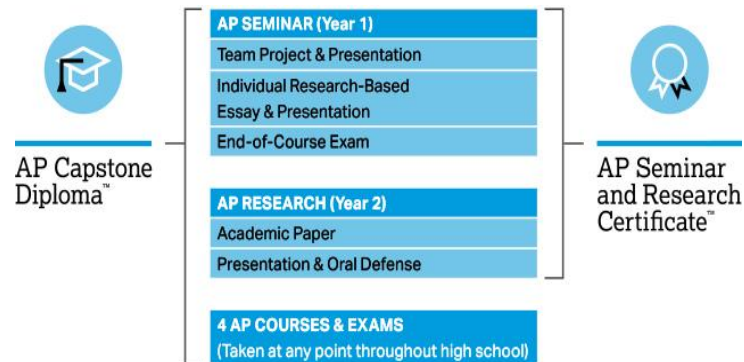 AP Capstone
Diploma™
AP SEMINAR (Year 1)
Team Project & Presentation
Individual Research-Based
Essay & Presentation
End-of-Course Exam
AP RESEARCH (Year 2)
Academic Paper
Presentation & Oral Defense
4 AP COURSES & EXAMS
(Taken at any point throughout high school)
AP Seminar
and Research
Certificate™